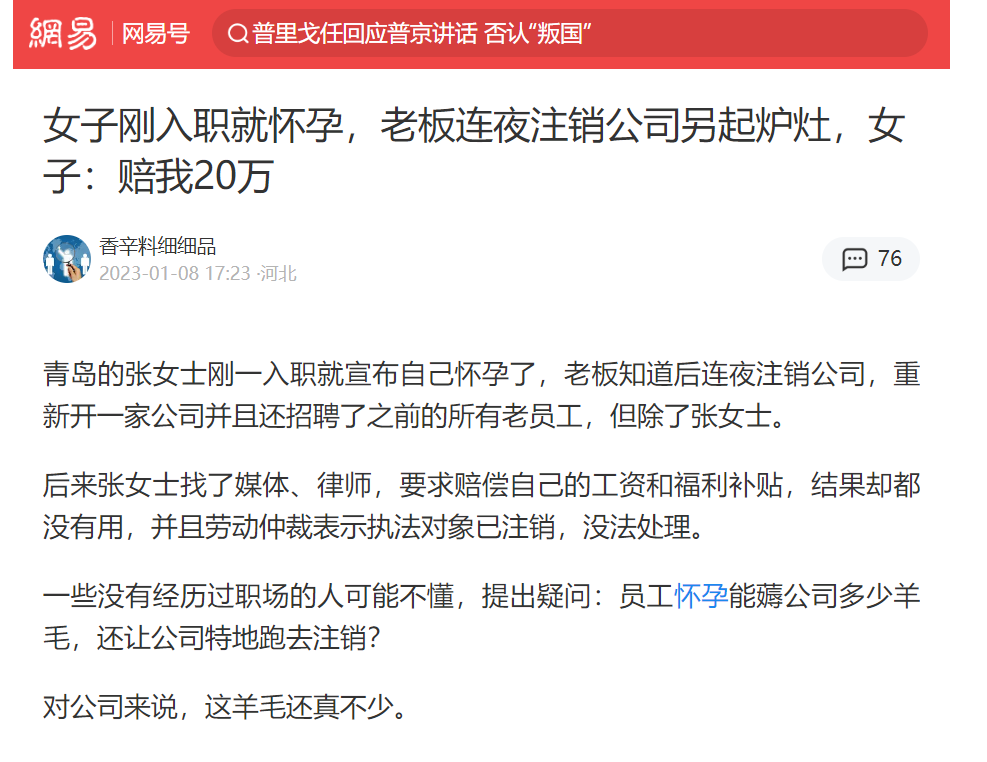 網易 网易号 普里戈任回应普京讲话 否认“叛国”
女子刚入职就怀孕，老板连夜注销公司另起炉灶，女
子：赔我20万
香辛料细细品
2023-01-08 17:23 ·河北
76
青岛的张女士刚一入职就宣布自己怀孕了，老板知道后连夜注销公司，重
新开一家公司并且还招聘了之前的所有老员工，但除了张女士。
后来张女士找了媒体、律师，要求赔偿自己的工资和福利补贴，结果却都
没有用，并且劳动仲裁表示执法对象已注销，没法处理。
一些没有经历过职场的人可能不懂，提出疑问：员工怀孕能薅公司多少羊
毛，还让公司特地跑去注销？
对公司来说，这羊毛还真不少。